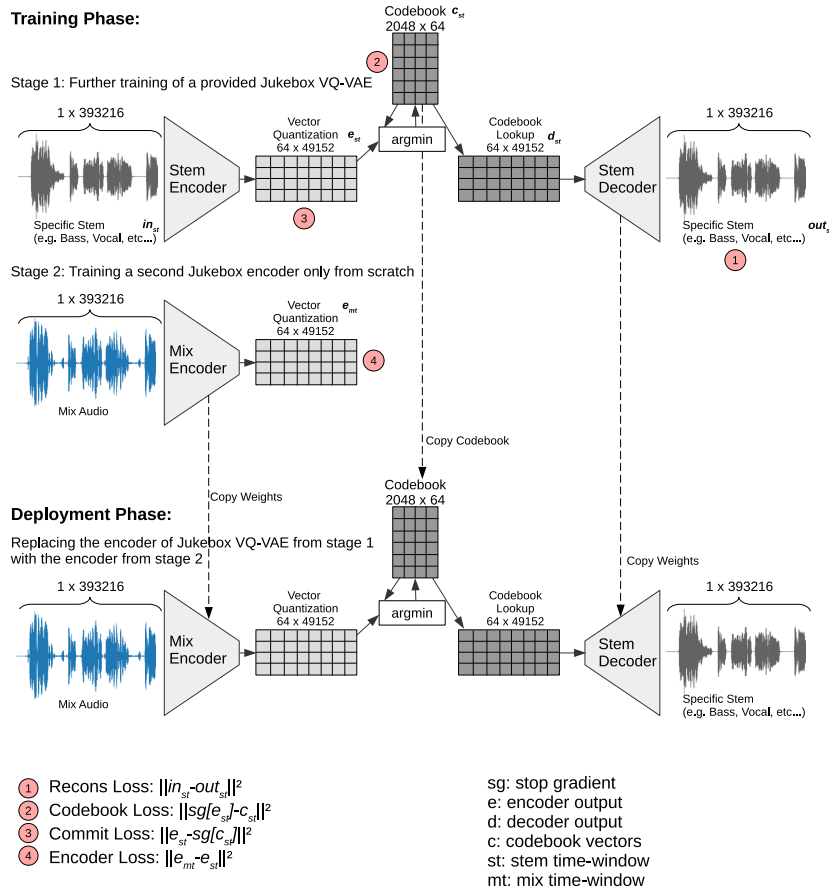 Training Phase:
Codebook c_st
2048 x 64
2
Stage 1: Further training of a provided Jukebox VQ-VAE
1 x 393216
Vector
Quantization
64 x 49152
e_st
argmin
Codebook
Lookup
64 x 49152
d_st
1 x 393216
Stem
Encoder
Stem
Decoder
3
Specific Stem
(e.g. Bass, Vocal, etc...)
in_st
Specific Stem
(e.g. Bass, Vocal, etc...)
out_s
1
Stage 2: Training a second Jukebox encoder only from scratch
1 x 393216
Vector
Quantization
64 x 49152
e_mt
Mix
Encoder
4
Mix Audio
Copy Codebook
Copy Weights
Codebook
2048 x 64
Deployment Phase:
Replacing the encoder of Jukebox VQ-VAE from stage 1
with the encoder from stage 2
Copy Weights
1 x 393216
Vector
Quantization
64 x 49152
argmin
Codebook
Lookup
64 x 49152
1 x 393216
Mix
Encoder
Stem
Decoder
Mix Audio
Specific Stem
(e.g. Bass, Vocal, etc...)
1 Recons Loss: ||in_st-out_st||²
2 Codebook Loss: ||sg[e_st]-c_st||²
3 Commit Loss: ||e_st-sg[c_st]||²
4 Encoder Loss: ||e_mt-e_st||²
sg: stop gradient
e: encoder output
d: decoder output
c: codebook vectors
st: stem time-window
mt: mix time-window